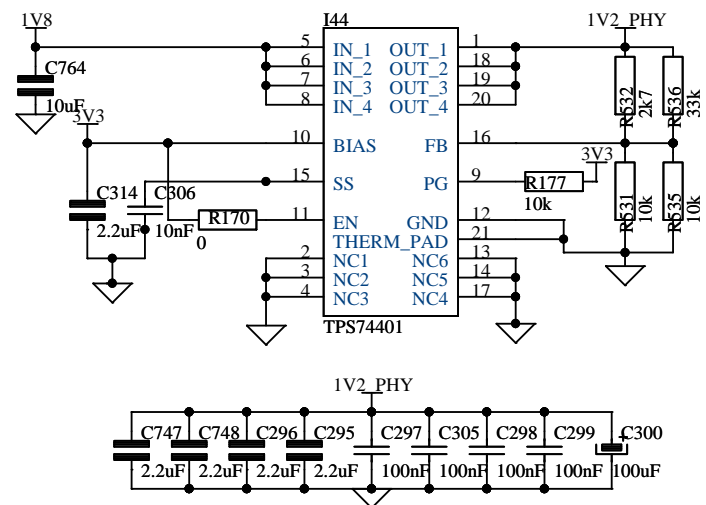 1V8
I44
1V2_PHY
C764
10uF
5 IN_1 OUT_1 1
6 IN_2 OUT_2 18
7 IN_3 OUT_3 19
8 IN_4 OUT_4 20
R532
2k7
R536
33k
3V3
10 BIAS FB 16
3V3
15 SS PG 9
R177
10k
C314
2.2uF
C306
10nF
R170
0
11 EN GND 12
THERM_PAD 21
2 NC1 NC6 13
3 NC2 NC5 14
4 NC3 NC4 17
R531
10k
R535
10k
TPS74401
1V2_PHY
C747 C748 C296 C295 C297 C305 C298 C299 + C300
2.2uF 2.2uF 2.2uF 2.2uF 100nF 100nF 100nF 100nF 100uF